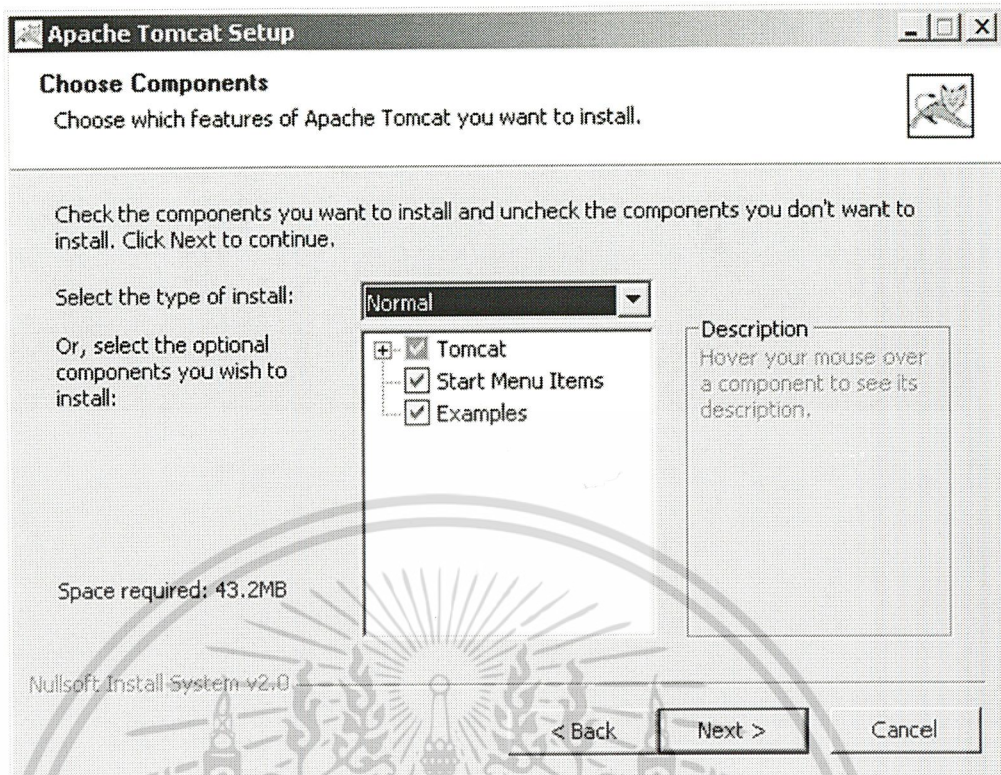 Apache Tomcat Setup
Choose Components
Choose which features of Apache Tomcat you want to install.
Check the components you want to install and uncheck the components you don't want to
install. Click Next to continue.
Select the type of install:
Normal
Or, select the optional
components you wish to
install:
Tomcat
Start Menu Items
Examples
Description
Hover your mouse over
a component to see its
description.
Space required: 43.2MB
Nullsoft Install System v2.0
< Back
Next >
Cancel